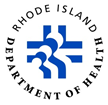 RHODE ISLAND
DEPARTMENT OF HEALTH